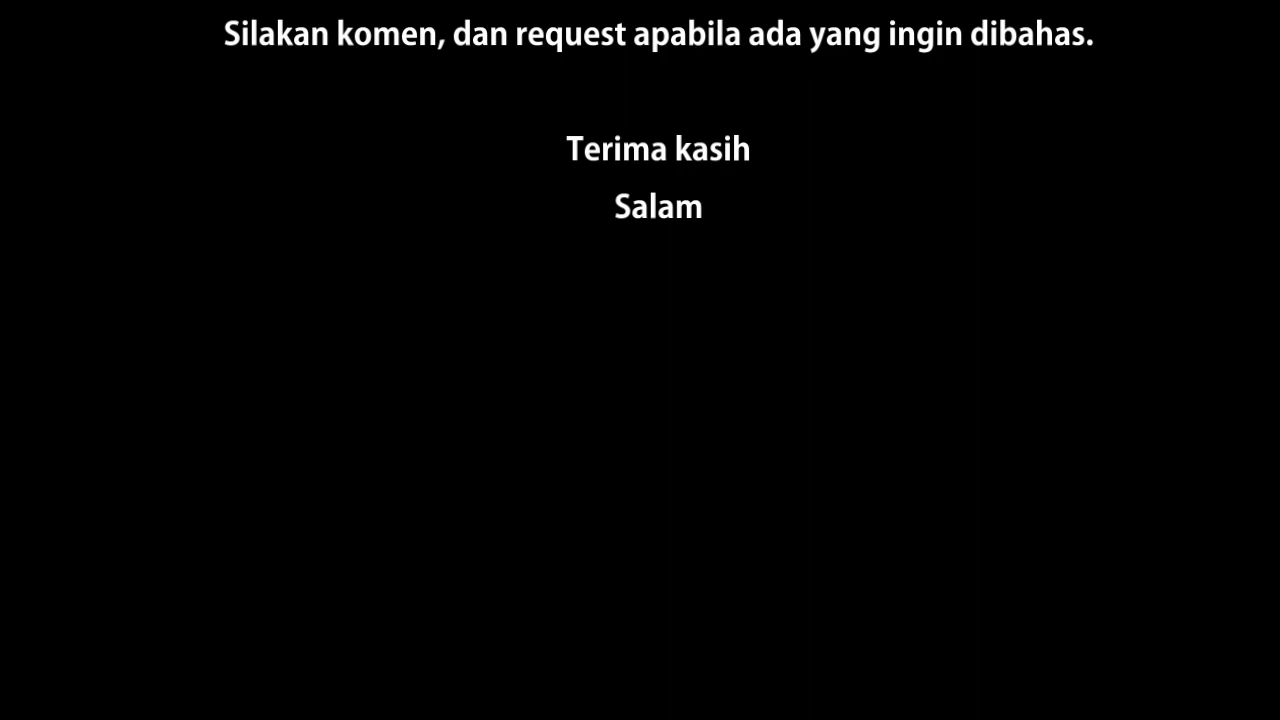 Silakan komen, dan request apabila ada yang ingin dibahas.
Terima kasih
Salam